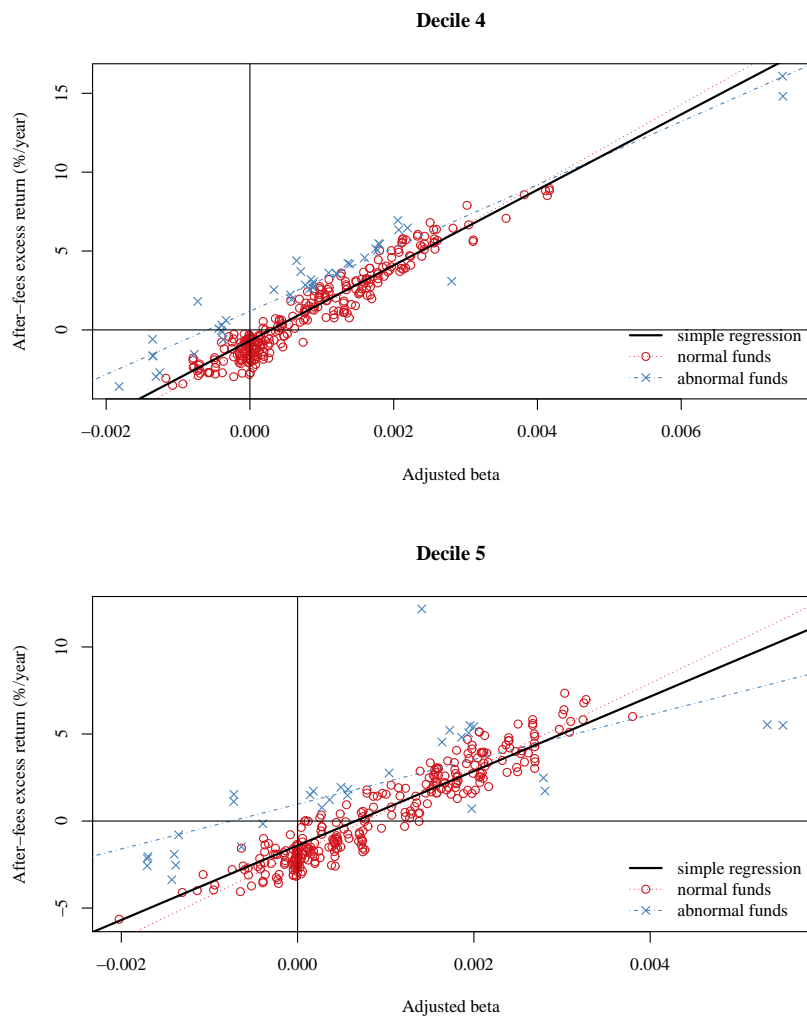 Decile 4
After-fees excess return (%/year)
15
10
5
0
simple regression
normal funds
abnormal funds
−0.002
0.000
0.002
0.004
0.006
Adjusted beta
Decile 5
After-fees excess return (%/year)
10
5
0
−5
simple regression
normal funds
abnormal funds
−0.002
0.000
0.002
0.004
Adjusted beta